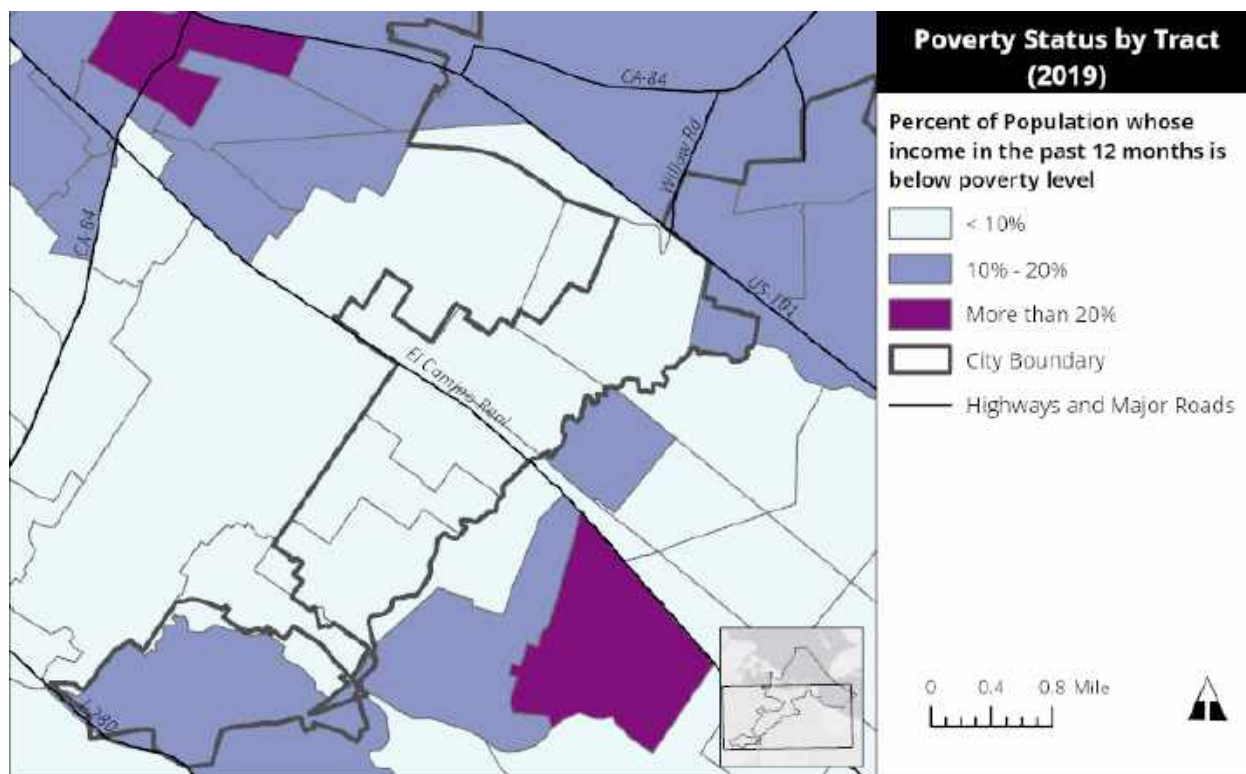 Poverty Status by Tract
(2019)
Percent of Population whose
income in the past 12 months is
below poverty level
< 10%
10% - 20%
More than 20%
City Boundary
Highways and Major Roads
0 0.4 0.8 Mile
CA-84
Willow Rd
CA-84
US-101
El Camino Real
I-280